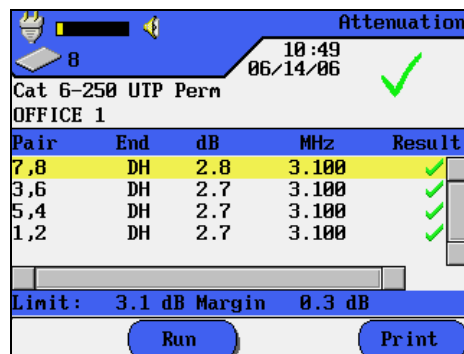 Attenuation
8
10:49
06/14/06
Cat 6-250 UTP Perm
OFFICE 1
Pair End dB MHz Result
7,8 DH 2.8 3.100
3,6 DH 2.7 3.100
5,4 DH 2.7 3.100
1,2 DH 2.7 3.100
Limit: 3.1 dB Margin 0.3 dB
Run Print